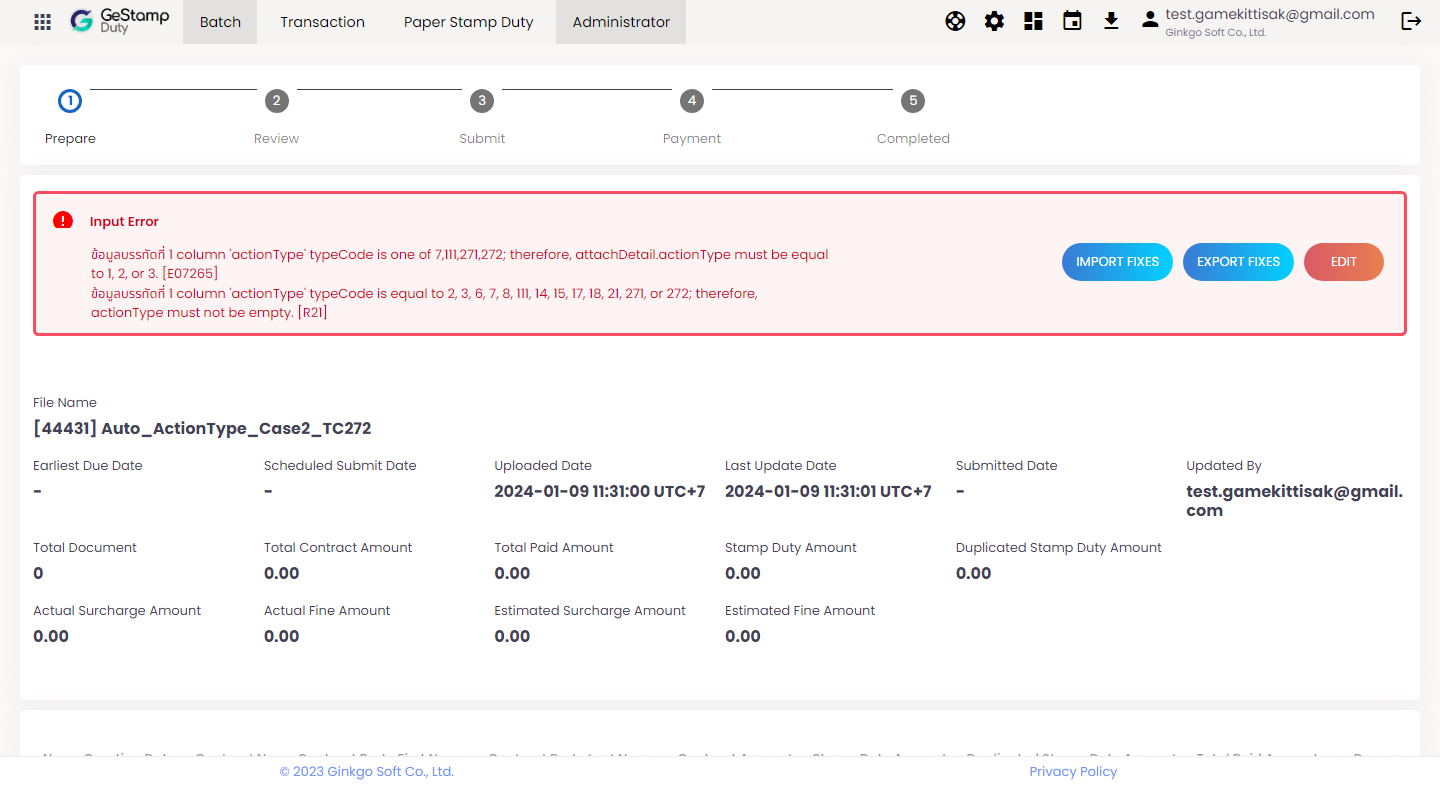 GeStamp
Duty
Batch
Transaction
Paper Stamp Duty
Administrator
test.gamekittisak@gmail.com
Ginkgo Soft Co., Ltd.
1
2
3
4
5
Prepare
Review
Submit
Payment
Completed
Input Error
ข้อมูลบรรทัดที่ 1 column 'actionType' typeCode is one of 7,111,271,272; therefore, attachDetail.actionType must be equal
to 1, 2, or 3. [E07265]
ข้อมูลบรรทัดที่ 1 column 'actionType' typeCode is equal to 2, 3, 6, 7, 8, 111, 14, 15, 17, 18, 21, 271, or 272; therefore,
actionType must not be empty. [R21]
IMPORT FIXES
EXPORT FIXES
EDIT
File Name
[44431] Auto_ActionType_Case2_TC272
Earliest Due Date
Scheduled Submit Date
Uploaded Date
Last Update Date
Submitted Date
Updated By
-
-
2024-01-09 11:31:00 UTC+7
2024-01-09 11:31:01 UTC+7
-
test.gamekittisak@gmail.
com
Total Document
Total Contract Amount
Total Paid Amount
Stamp Duty Amount
Duplicated Stamp Duty Amount
0
0.00
0.00
0.00
0.00
Actual Surcharge Amount
Actual Fine Amount
Estimated Surcharge Amount
Estimated Fine Amount
0.00
0.00
0.00
0.00
© 2023 Ginkgo Soft Co., Ltd.
Privacy Policy